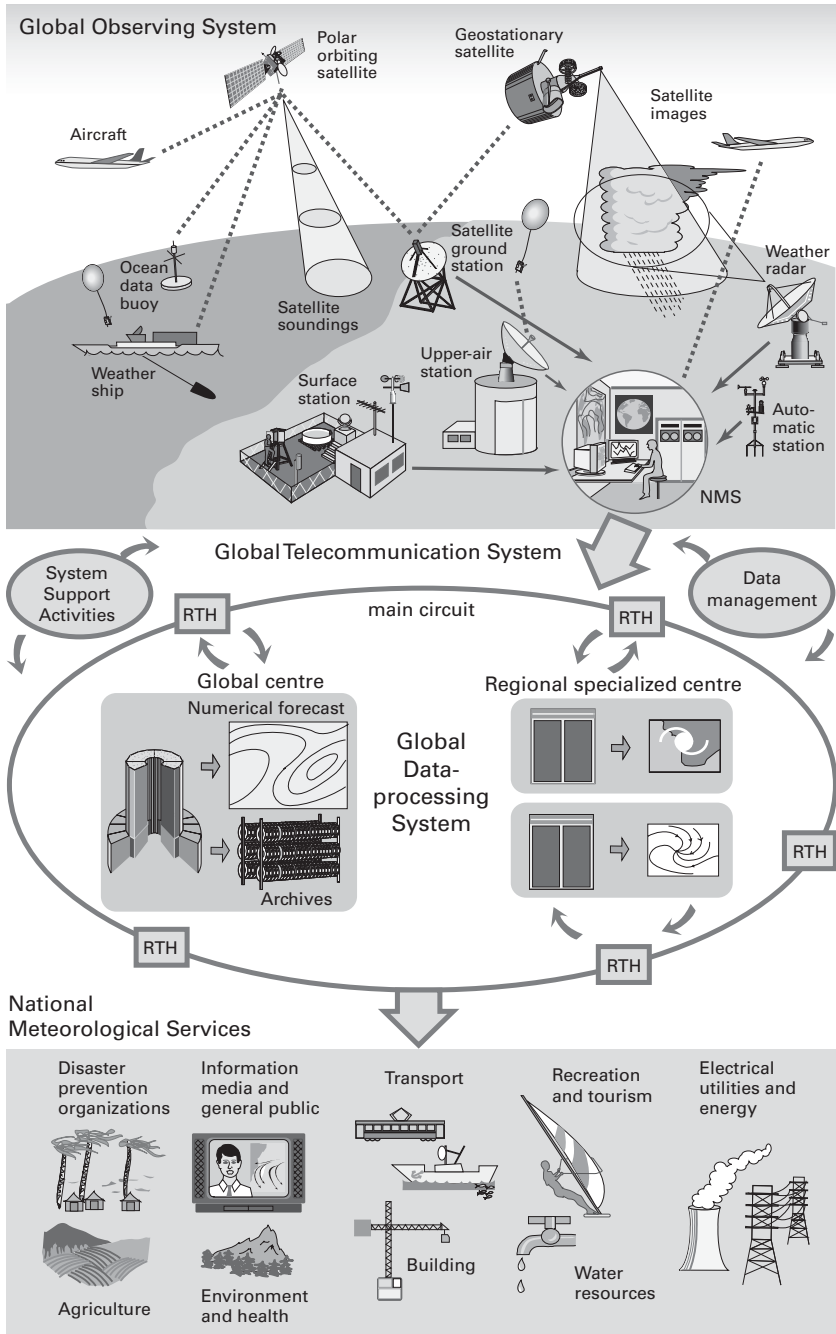 Global Observing System
Polar
orbiting
satellite
Geostationary
satellite
Satellite
images
Aircraft
Ocean
data
buoy
Satellite
soundings
Satellite
ground
station
Weather
radar
Weather
ship
Surface
station
Upper-air
station
Auto-
matic
station
NMS
Global Telecommunication System
System
Support
Activities
Data
management
RTH
main circuit
RTH
Global centre
Numerical forecast
Archives
Global
Data-
processing
System
Regional specialized centre
RTH
RTH
RTH
National
Meteorological Services
Disaster
prevention
organizations
Information
media and
general public
Transport
Recreation
and tourism
Electrical
utilities and
energy
Agriculture
Environment
and health
Building
Water
resources